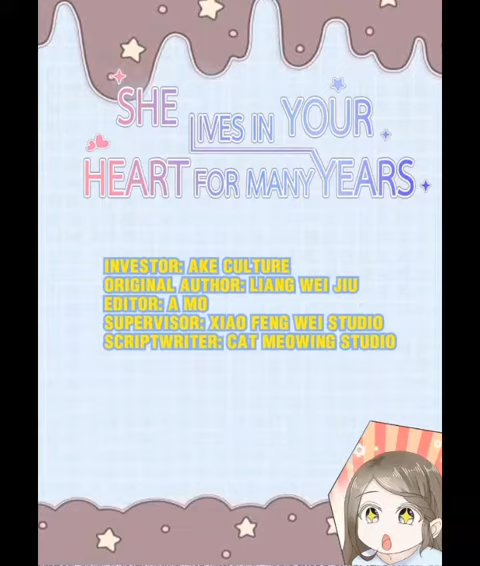 SHE LIVES IN YOUR
HEART FOR MANY YEARS
INVESTOR: AKE CULTURE
ORIGINAL AUTHOR: LIANG WEI JIU
EDITOR: A MO
SUPERVISOR: XIAO FENG WEI STUDIO
SCRIPTWRITER: CAT MEOWING STUDIO